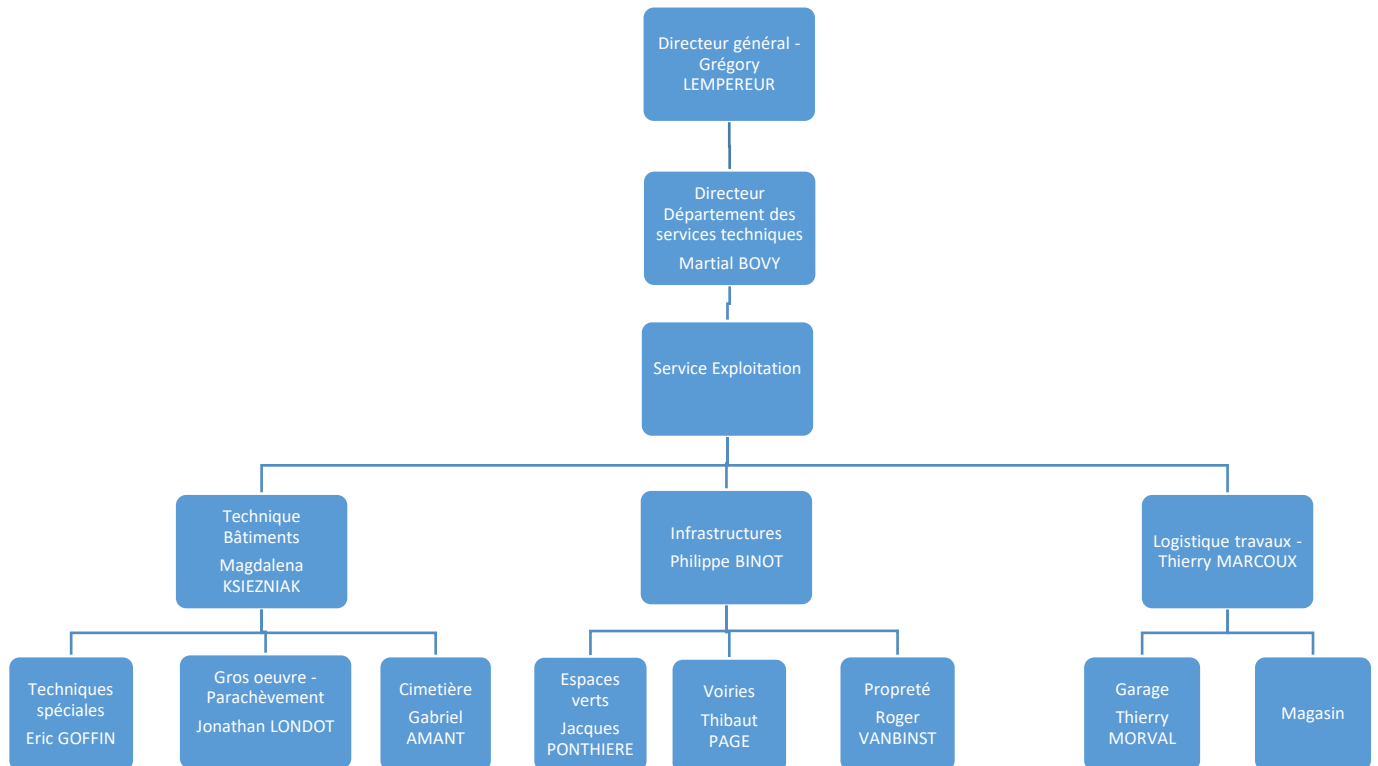 Directeur général -
Grégory
LEMPEREUR
Directeur
Département des
services techniques
Martial BOVY
Service Exploitation
Technique
Bâtiments
Magdalena
KSIEZNIAK
Infrastructures
Philippe BINOT
Logistique travaux -
Thierry MARCOUX
Techniques
spéciales
Eric GOFFIN
Gros oeuvre -
Parachèvement
Jonathan LONDOT
Cimetière
Gabriel
AMANT
Espaces
verts
Jacques
PONTHIERE
Voiries
Thibaut
PAGE
Propreté
Roger
VANBINST
Garage
Thierry
MORVAL
Magasin